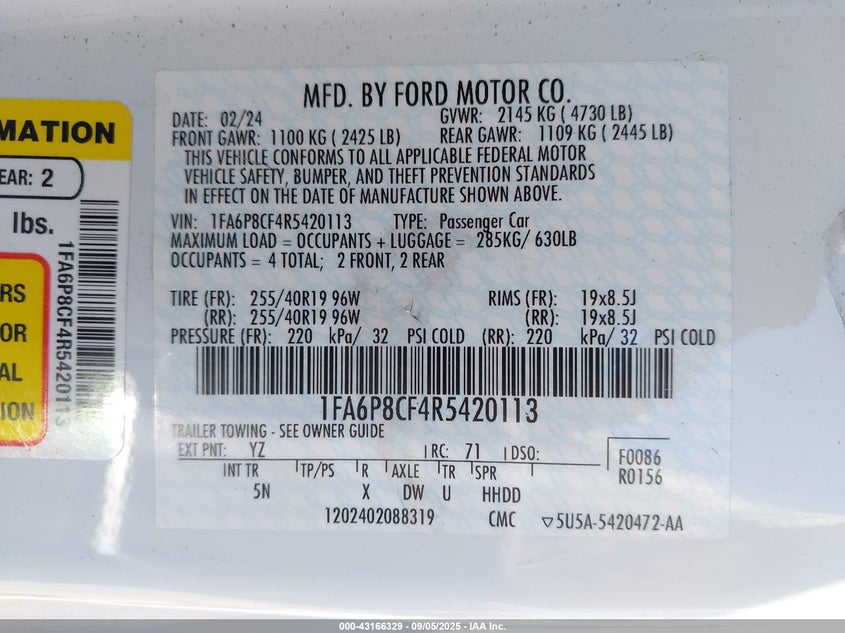 MATION
EAR: 2
lbs.
1FA6P8CF4R5420113
RS
OR
AL
ION
MFD. BY FORD MOTOR CO.
DATE: 02/24 GVWR: 2145 KG ( 4730 LB)
FRONT GAWR: 1100 KG ( 2425 LB) REAR GAWR: 1109 KG ( 2445 LB)
THIS VEHICLE CONFORMS TO ALL APPLICABLE FEDERAL MOTOR
VEHICLE SAFETY, BUMPER, AND THEFT PREVENTION STANDARDS
IN EFFECT ON THE DATE OF MANUFACTURE SHOWN ABOVE.
VIN: 1FA6P8CF4R5420113 TYPE: Passenger Car
MAXIMUM LOAD = OCCUPANTS + LUGGAGE = 285KG/ 630LB
OCCUPANTS = 4 TOTAL; 2 FRONT, 2 REAR
TIRE (FR): 255/40R19 96W RIMS (FR): 19x8.5J
(RR): 255/40R19 96W (RR): 19x8.5J
PRESSURE (FR): 220 kPa/ 32 PSI COLD (RR): 220 kPa/ 32 PSI COLD
1FA6P8CF4R5420113
TRAILER TOWING - SEE OWNER GUIDE
EXT PNT: YZ RC: 71 DSO:
F0086
R0156
INT TR TP/PS R AXLE TR SPR
5N X DW U HHDD
1202402088319 CMC ▽5U5A-5420472-AA
000-43166329 - 09/05/2025 - IAA Inc.